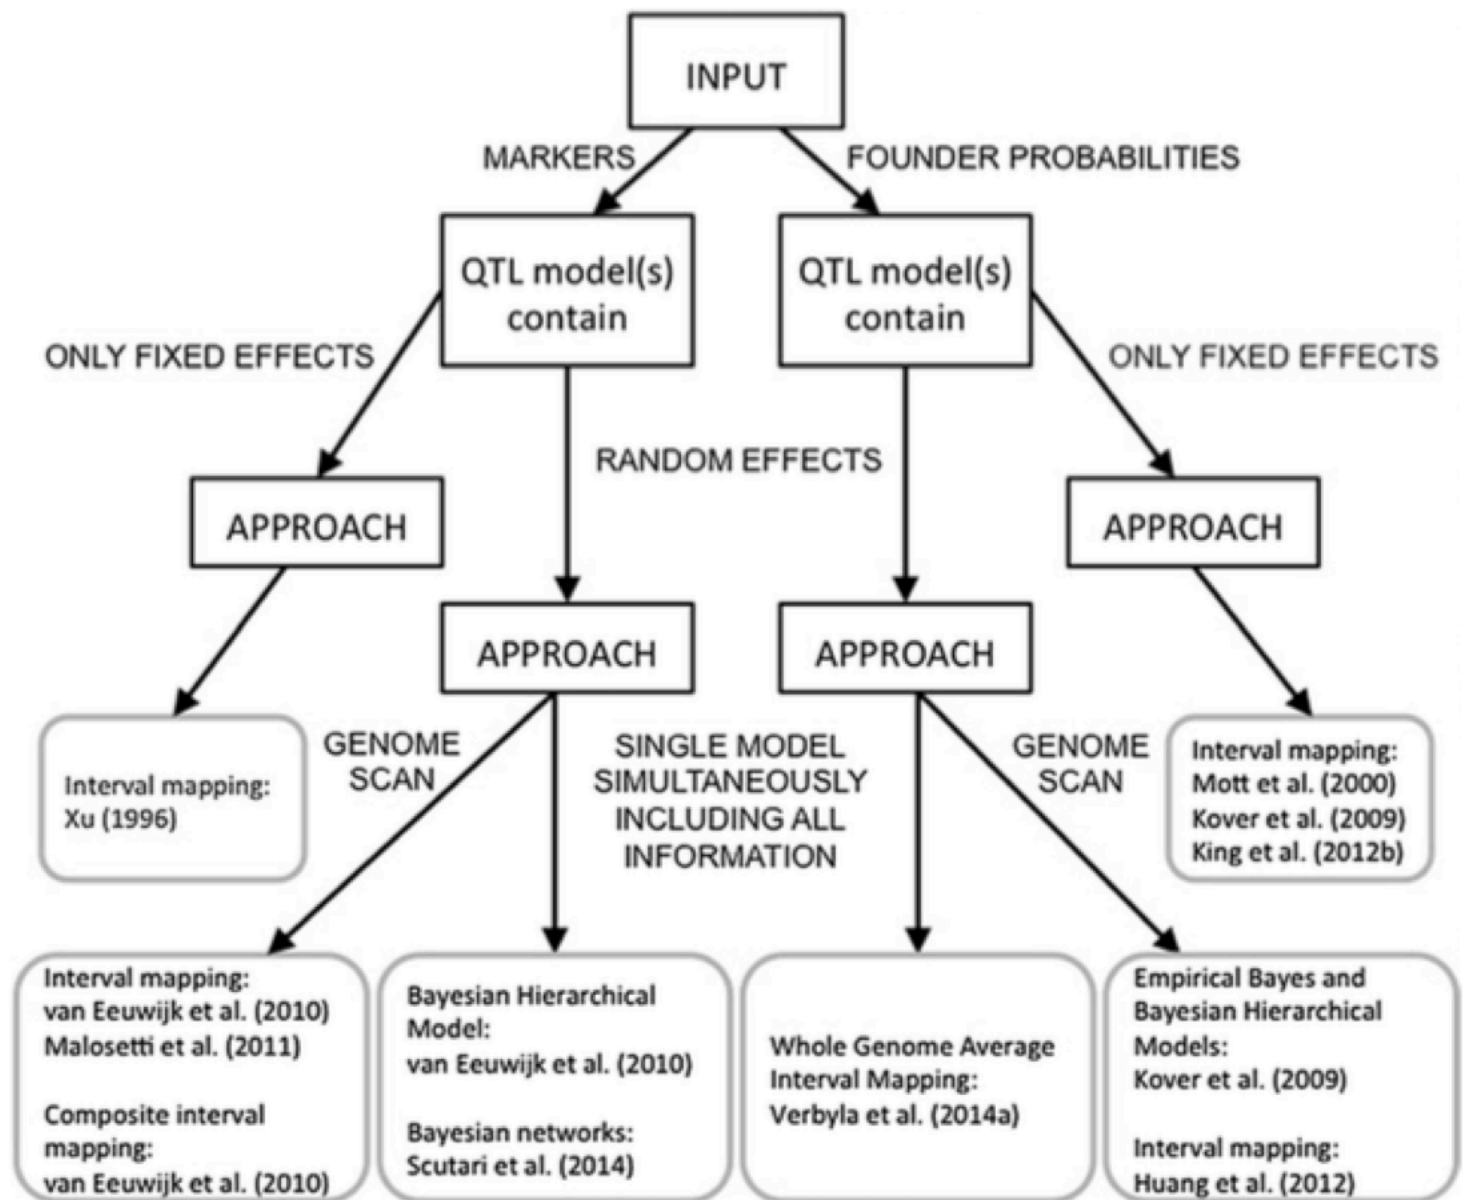 INPUT
MARKERS
FOUNDER PROBABILITIES
QTL model(s)
contain
QTL model(s)
contain
ONLY FIXED EFFECTS
ONLY FIXED EFFECTS
RANDOM EFFECTS
APPROACH
APPROACH
APPROACH
APPROACH
Interval mapping:
Xu (1996)
GENOME
SCAN
SINGLE MODEL
SIMULTANEOUSLY
INCLUDING ALL
INFORMATION
GENOME
SCAN
Interval mapping:
Mott et al. (2000)
Kover et al. (2009)
King et al. (2012b)
Interval mapping:
van Eeuwijk et al. (2010)
Malosetti et al. (2011)
Composite interval
mapping:
van Eeuwijk et al. (2010)
Bayesian Hierarchical
Model:
van Eeuwijk et al. (2010)
Bayesian networks:
Scutari et al. (2014)
Whole Genome Average
Interval Mapping:
Verbyla et al. (2014a)
Empirical Bayes and
Bayesian Hierarchical
Models:
Kover et al. (2009)
Interval mapping:
Huang et al. (2012)